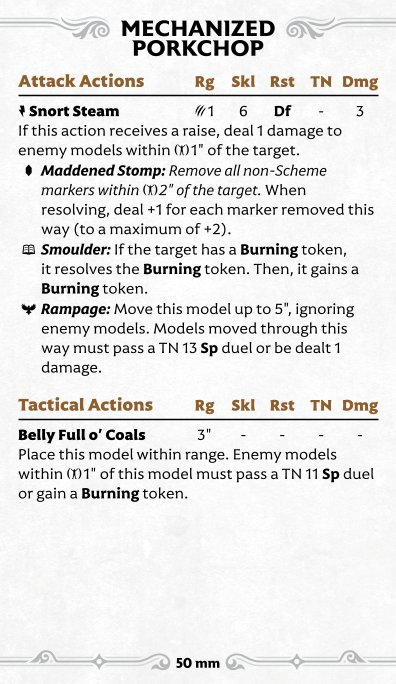 MECHANIZED
PORKCHOP
Attack Actions Rg Skl Rst TN Dmg
Snort Steam 1 6 Df - 3
If this action receives a raise, deal 1 damage to
enemy models within 1" of the target.
Maddened Stomp: Remove all non-Scheme
markers within 2" of the target. When
resolving, deal +1 for each marker removed this
way (to a maximum of +2).
Smoulder: If the target has a Burning token,
it resolves the Burning token. Then, it gains a
Burning token.
Rampage: Move this model up to 5", ignoring
enemy models. Models moved through this
way must pass a TN 13 Sp duel or be dealt 1
damage.
Tactical Actions Rg Skl Rst TN Dmg
Belly Full o’ Coals 3" - - - -
Place this model within range. Enemy models
within 1" of this model must pass a TN 11 Sp duel
or gain a Burning token.
50 mm